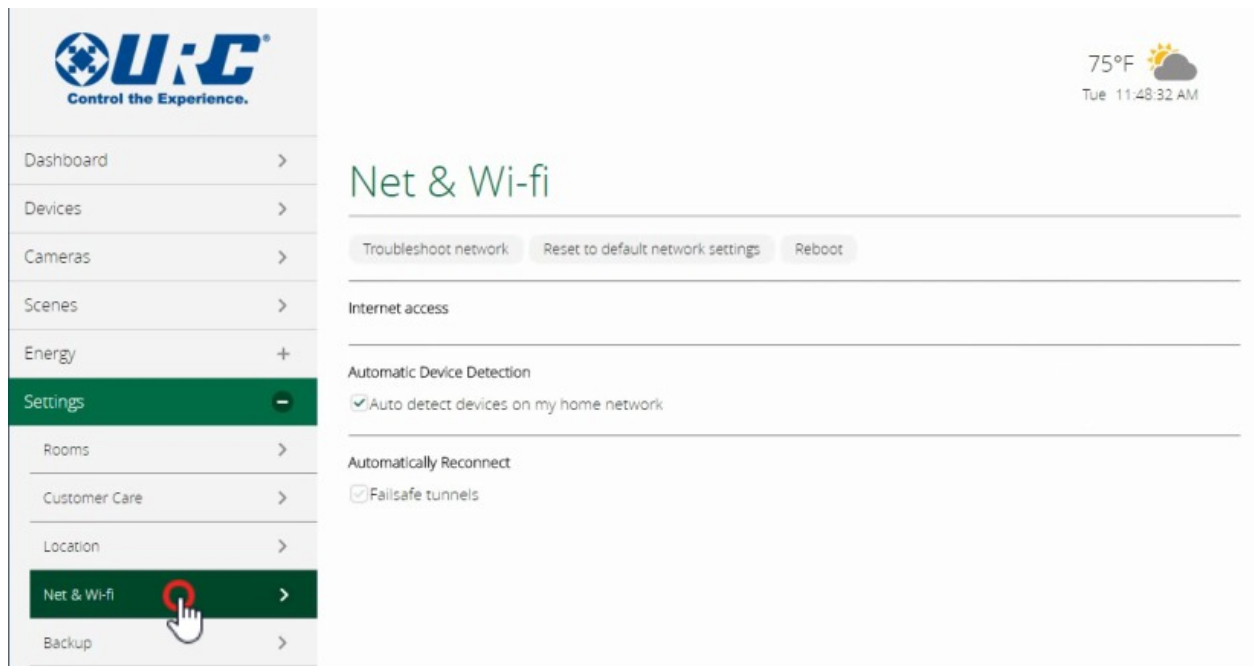 URC
Control the Experience.
75°F
Tue 11:48:32 AM
Dashboard
Devices
Cameras
Scenes
Energy
Settings
Rooms
Customer Care
Location
Net & Wi-fi
Backup
Net & Wi-fi
Troubleshoot network Reset to default network settings Reboot
Internet access
Automatic Device Detection
Auto detect devices on my home network
Automatically Reconnect
Failsafe tunnels